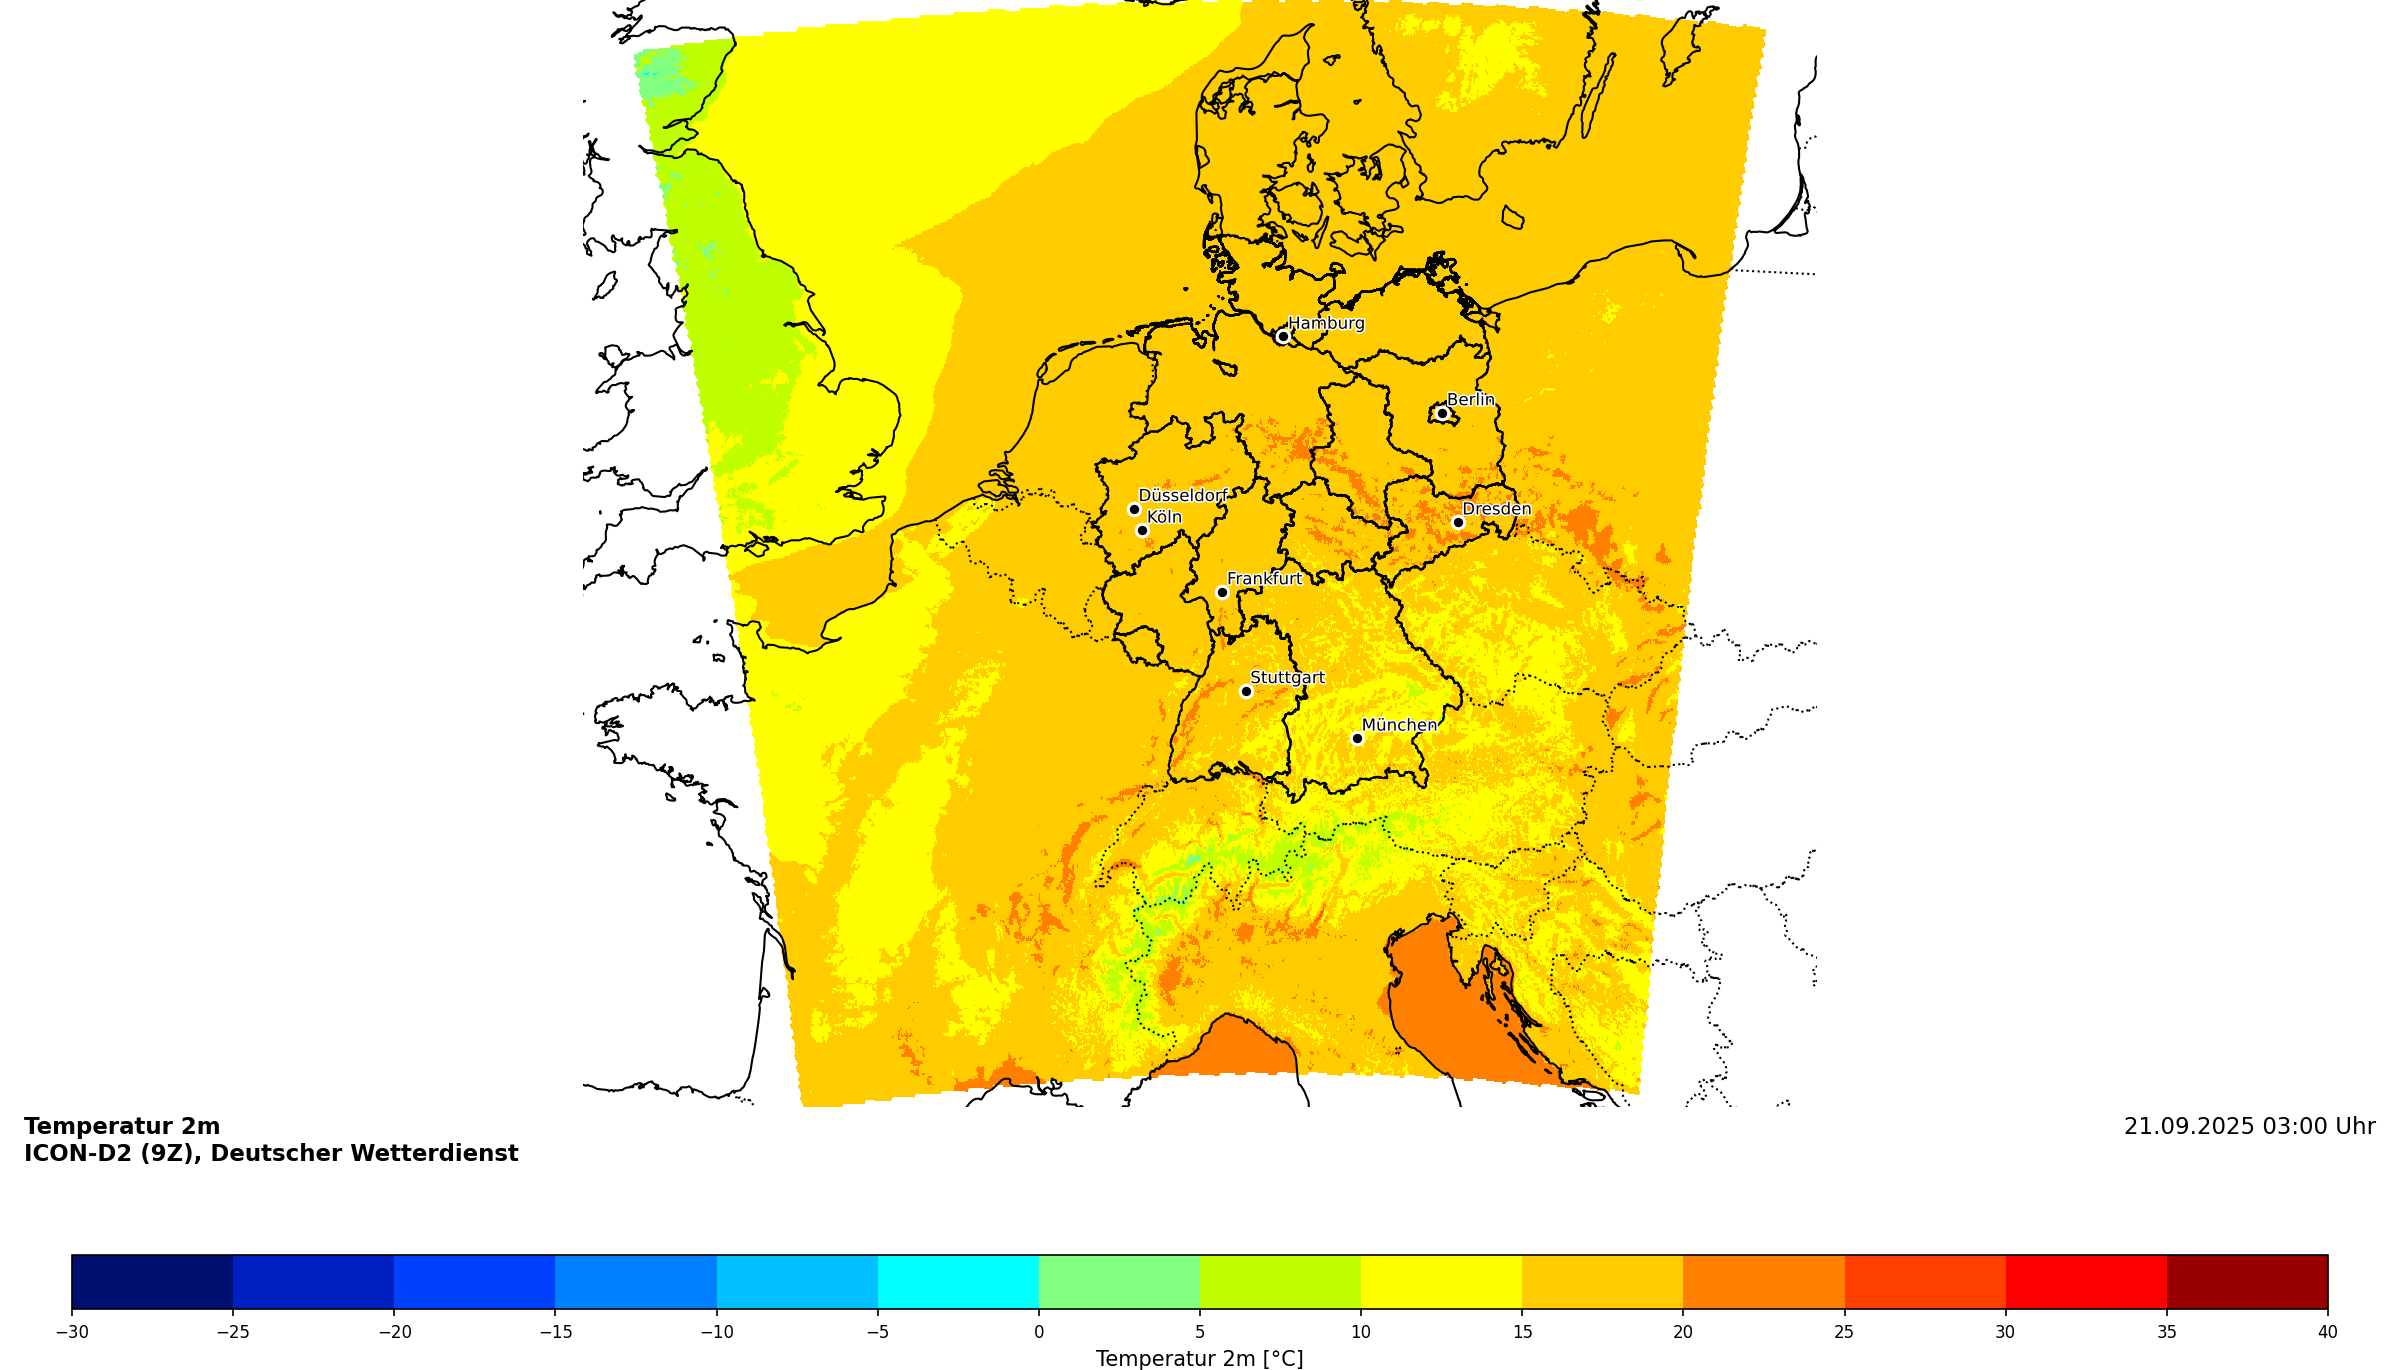 Hamburg
Berlin
Düsseldorf
Köln
Dresden
Frankfurt
Stuttgart
München
Temperatur 2m
ICON-D2 (9Z), Deutscher Wetterdienst
21.09.2025 03:00 Uhr
−30 −25 −20 −15 −10 −5 0 5 10 15 20 25 30 35 40
Temperatur 2m [°C]